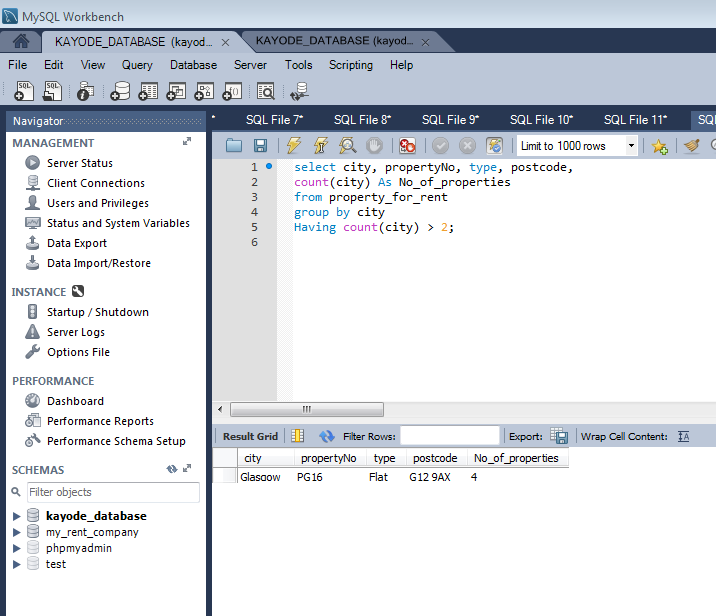 MySQL Workbench
KAYODE_DATABASE (kayod... × KAYODE_DATABASE (kayod... ×
File Edit View Query Database Server Tools Scripting Help
Navigator
* SQL File 7* SQL File 8* SQL File 9* SQL File 10* SQL File 11* SQ
Limit to 1000 rows
MANAGEMENT
Server Status
Client Connections
Users and Privileges
Status and System Variables
Data Export
Data Import/Restore
INSTANCE
Startup / Shutdown
Server Logs
Options File
PERFORMANCE
Dashboard
Performance Reports
Performance Schema Setup
SCHEMAS
Filter objects
kayode_database
my_rent_company
phpmyadmin
test
1 select city, propertyNo, type, postcode,
2 count(city) As No_of_properties
3 from property_for_rent
4 group by city
5 Having count(city) > 2;
6
Result Grid Filter Rows: Export: Wrap Cell Content: IA
city propertyNo type postcode No_of_properties
Glasgow PG16 Flat G12 9AX 4